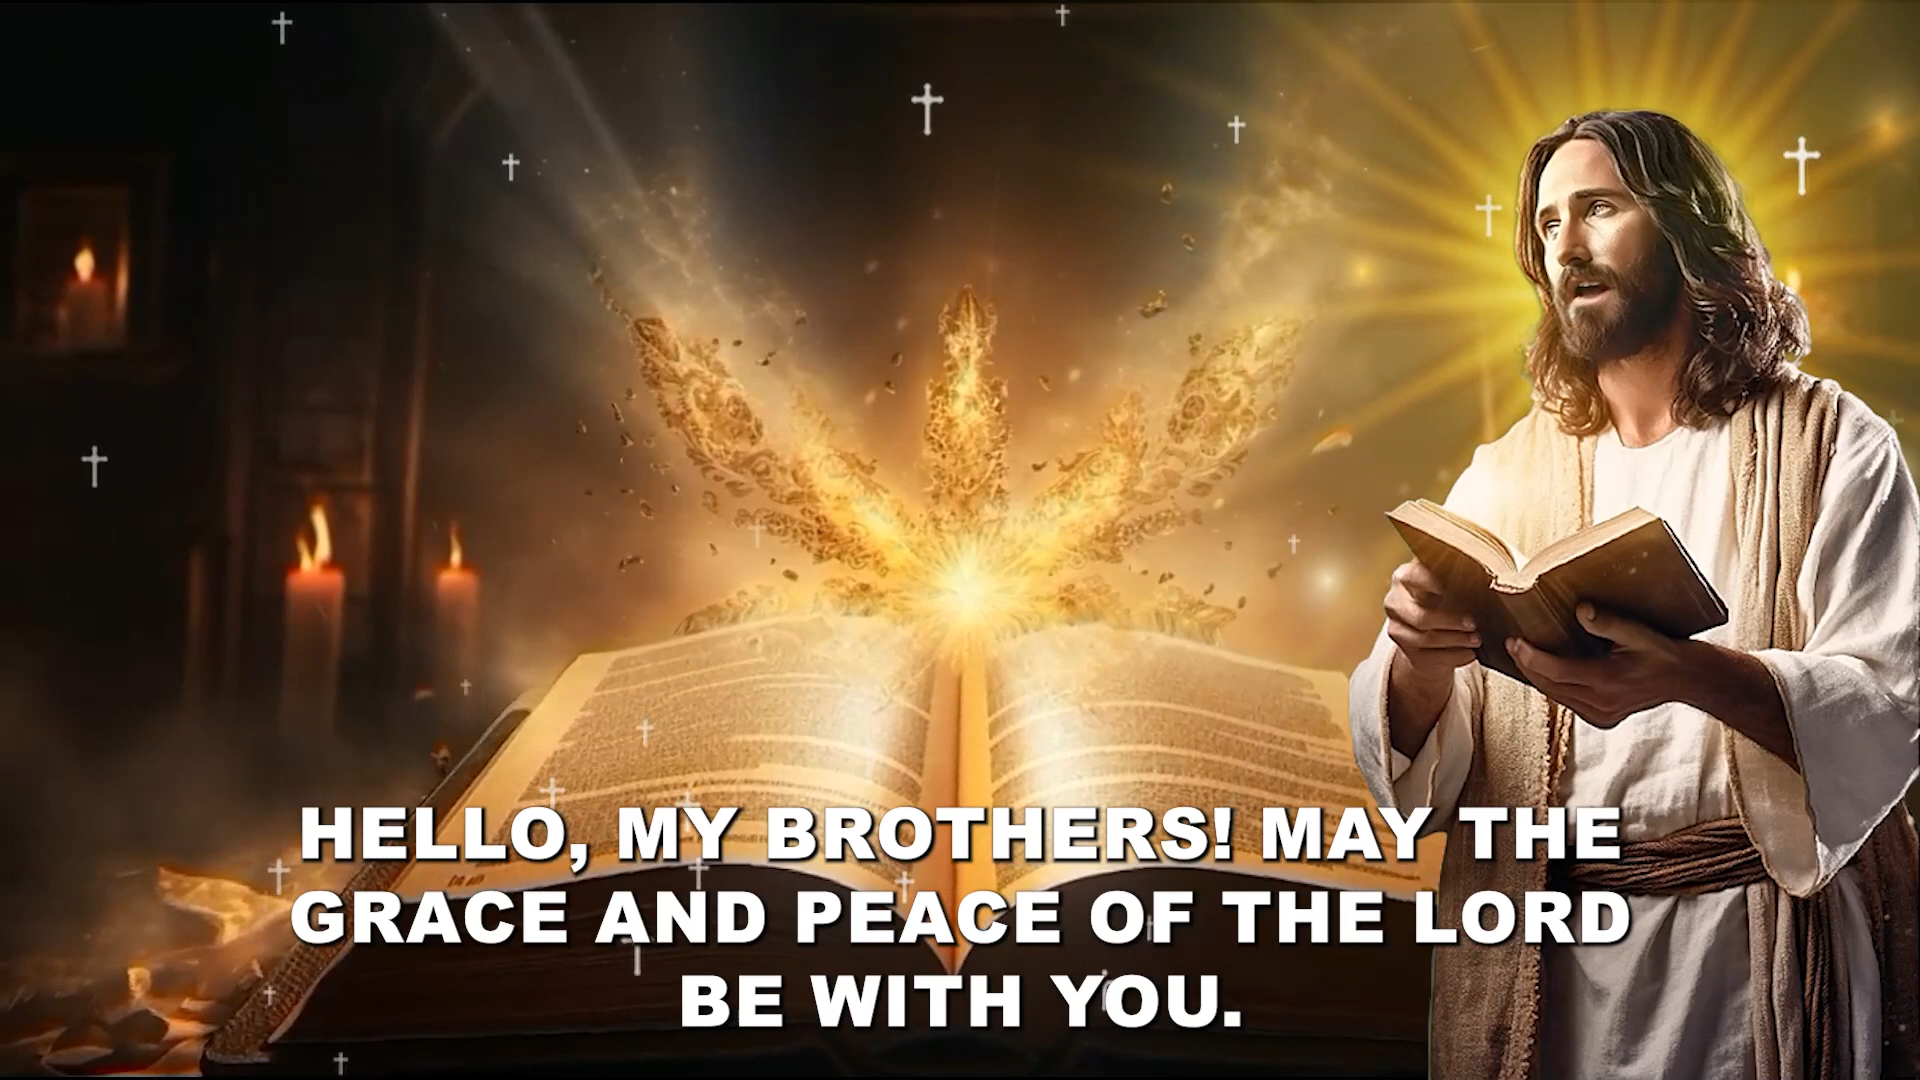 HELLO, MY BROTHERS! MAY THE
GRACE AND PEACE OF THE LORD
BE WITH YOU.